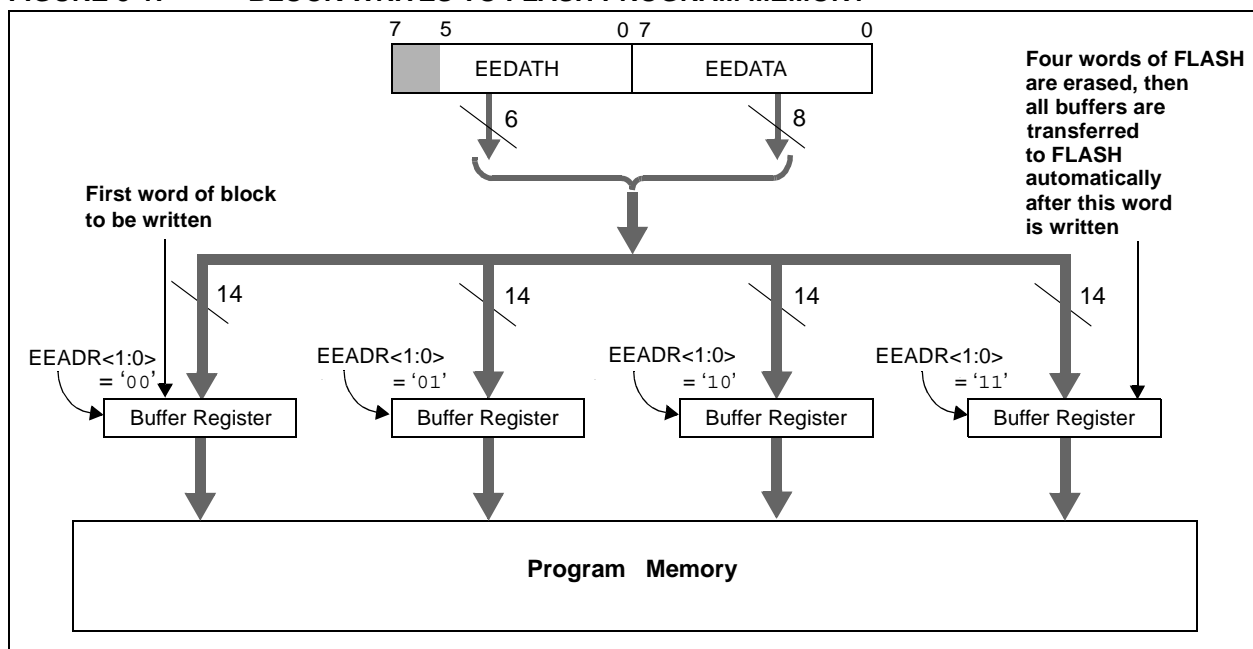 7 5 0 7 0
EEDATH EEDATA
6 8
Four words of FLASH
are erased, then
all buffers are
transferred
to FLASH
automatically
after this word
is written
First word of block
to be written
14 14 14 14
EEADR<1:0>
= ‘00’
EEADR<1:0>
= ‘01’
EEADR<1:0>
= ‘10’
EEADR<1:0>
= ‘11’
Buffer Register Buffer Register Buffer Register Buffer Register
Program Memory